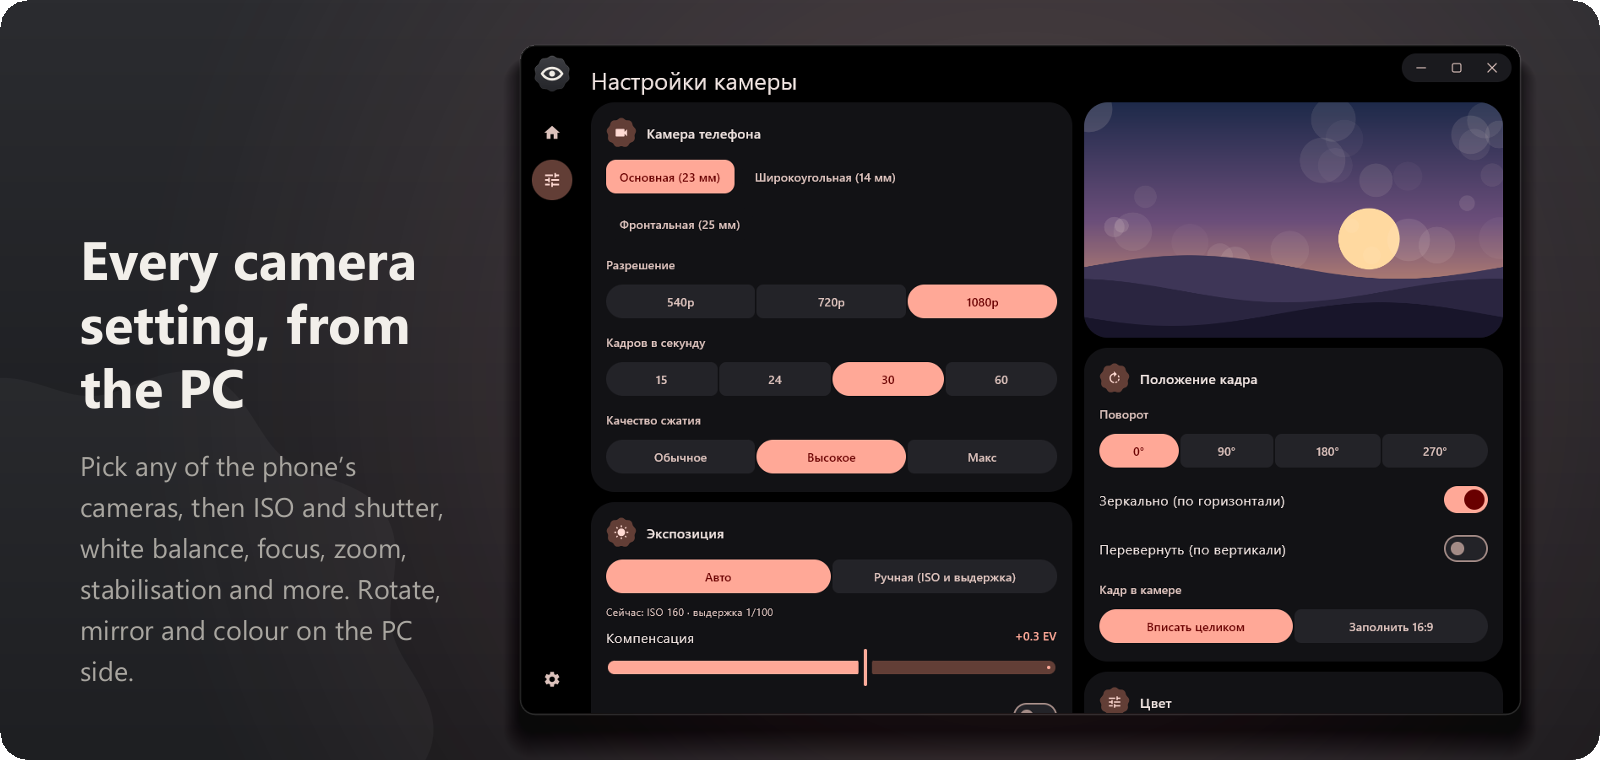 Every camera
setting, from
the PC
Pick any of the phone’s
cameras, then ISO and shutter,
white balance, focus, zoom,
stabilisation and more. Rotate,
mirror and colour on the PC
side.
Настройки камеры
Камера телефона
Основная (23 мм) Широкоугольная (14 мм)
Фронтальная (25 мм)
Разрешение
540p 720p 1080p
Кадров в секунду
15 24 30 60
Качество сжатия
Обычное Высокое Макс
Экспозиция
Авто Ручная (ISO и выдержка)
Сейчас: ISO 160 · выдержка 1/100
Компенсация +0.3 EV
Положение кадра
Поворот
0° 90° 180° 270°
Зеркально (по горизонтали)
Перевернуть (по вертикали)
Кадр в камере
Вписать целиком Заполнить 16:9
Цвет